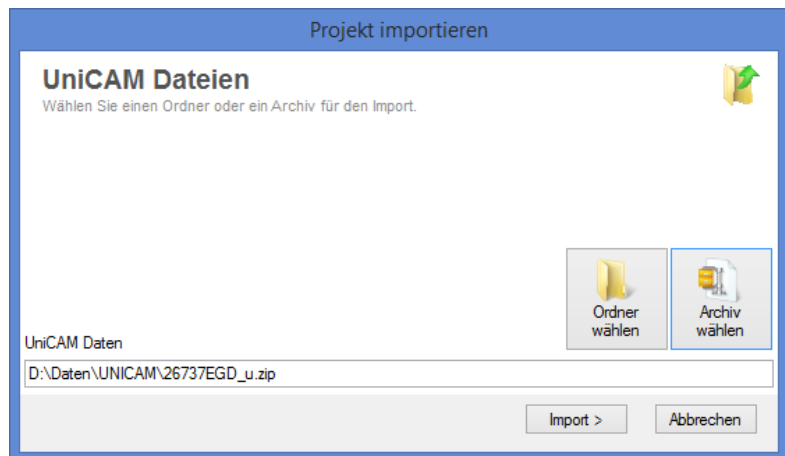 Projekt importieren
UniCAM Dateien
Wählen Sie einen Ordner oder ein Archiv für den Import.
Ordner
wählen
Archiv
wählen
UniCAM Daten
D:\Daten\UNICAM\26737EGD_u.zip
Import >
Abbrechen